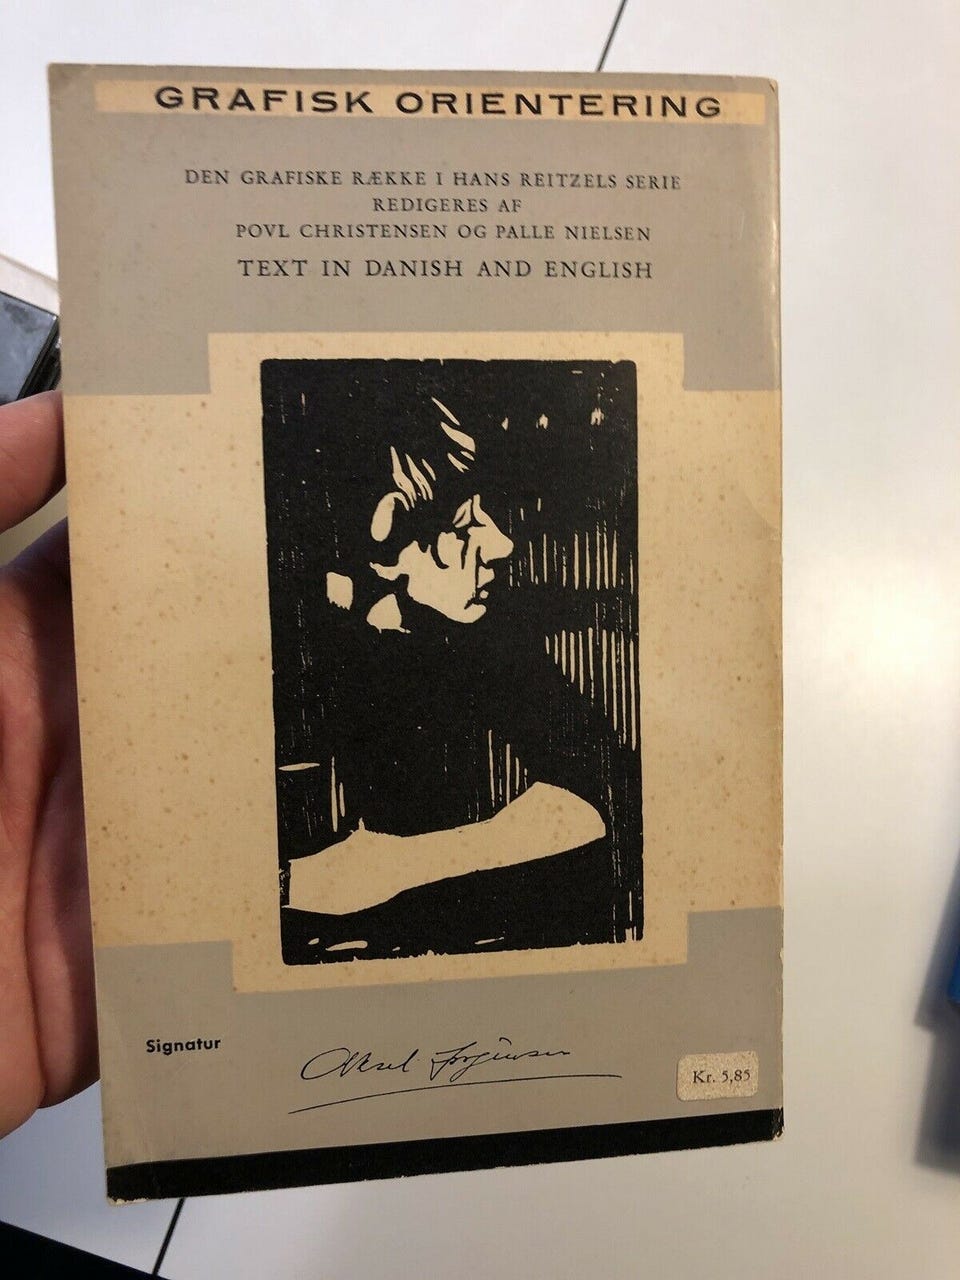 GRAFISK ORIENTERING
DEN GRAFISKE RÆKKE I HANS REITZELS SERIE
REDIGERES AF
POVL CHRISTENSEN OG PALLE NIELSEN
TEXT IN DANISH AND ENGLISH
Signatur
Aksel Jørgensen
Kr. 5,85